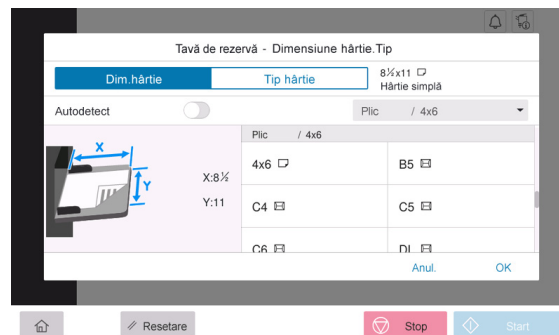 Tavă de rezervă - Dimensiune hârtie.Tip
Dim.hârtie
Tip hârtie
8½x11
Hârtie simplă
Autodetect
Plic / 4x6
Plic / 4x6
X
Y
X:8½
Y:11
4x6
B5
C4
C5
C6
DL
Anul.
OK
Resetare
Stop
Start